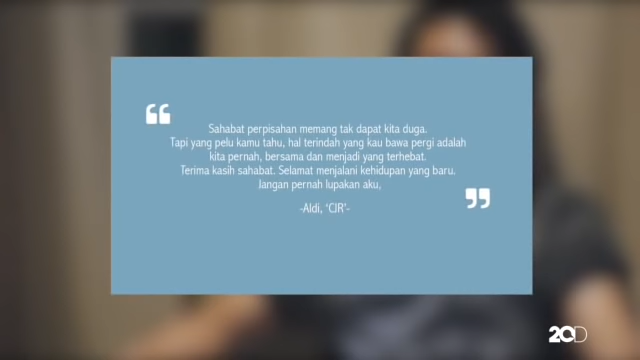 Sahabat perpisahan memang tak dapat kita duga.
Tapi yang pelu kamu tahu, hal terindah yang kau bawa pergi adalah
kita pernah, bersama dan menjadi yang terhebat.
Terima kasih sahabat. Selamat menjalani kehidupan yang baru.
Jangan pernah lupakan aku,
-Aldi, 'CJR'-
20D